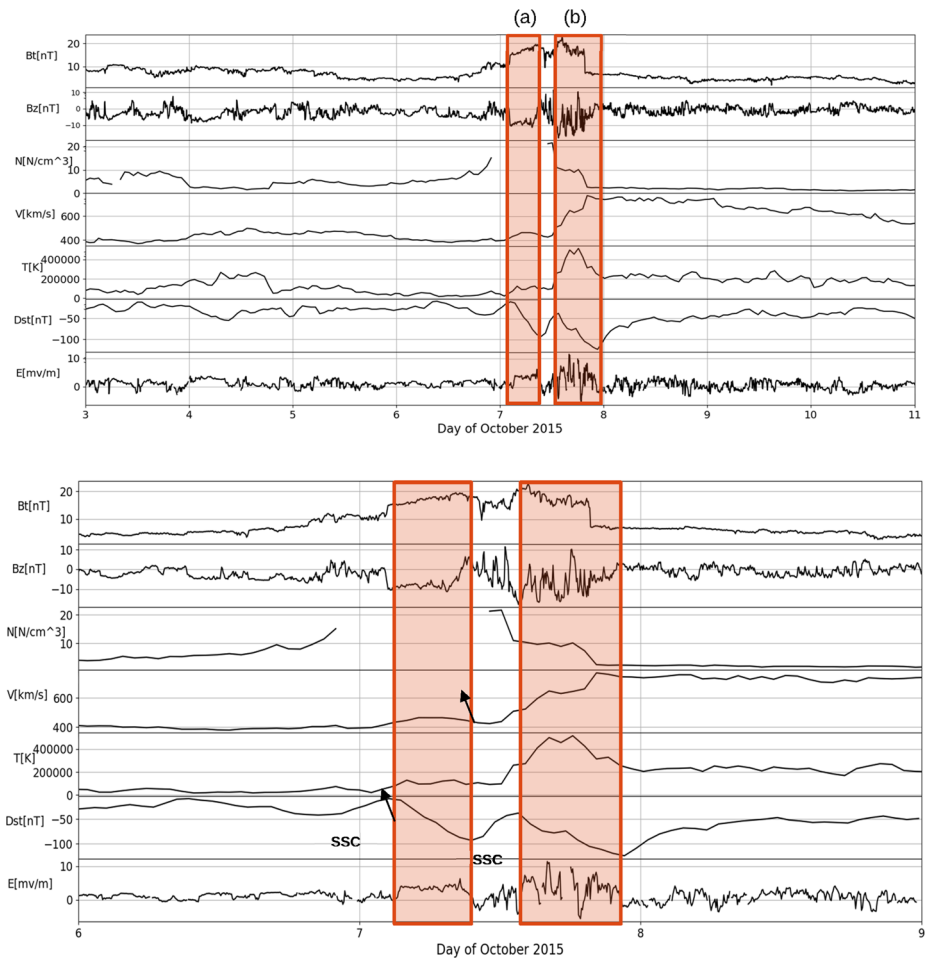 (a) (b)
Bt[nT]
20
10
Bz[nT]
10
0
−10
N[N/cm^3]
20
10
0
V[km/s]
600
400
T[K]
400000
200000
0
Dst[nT]
−50
−100
E[mv/m]
10
0
3 4 5 6 7 8 9 10 11
Day of October 2015
Bt[nT]
20
10
Bz[nT]
10
0
−10
N[N/cm^3]
20
10
V[km/s]
600
400
T[K]
400000
200000
0
Dst[nT]
−50
−100
SSC
SSC
E[mv/m]
10
0
6 7 8 9
Day of October 2015